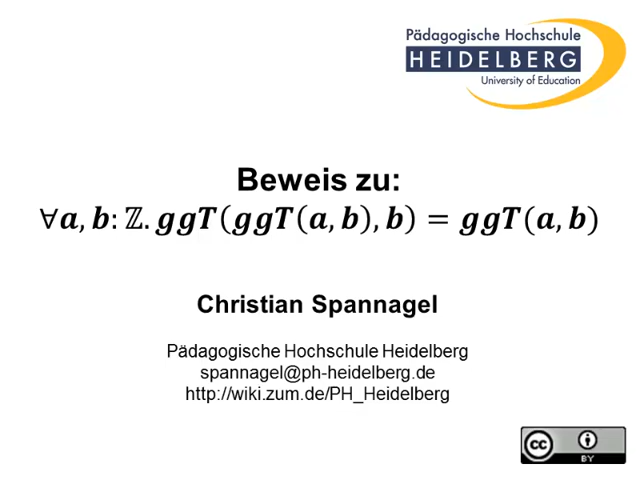 Pädagogische Hochschule
HEIDELBERG
University of Education
Beweis zu:
∀a, b: ℤ. ggT(ggT(a, b), b) = ggT(a, b)
Christian Spannagel
Pädagogische Hochschule Heidelberg
spannagel@ph-heidelberg.de
http://wiki.zum.de/PH_Heidelberg
cc
BY